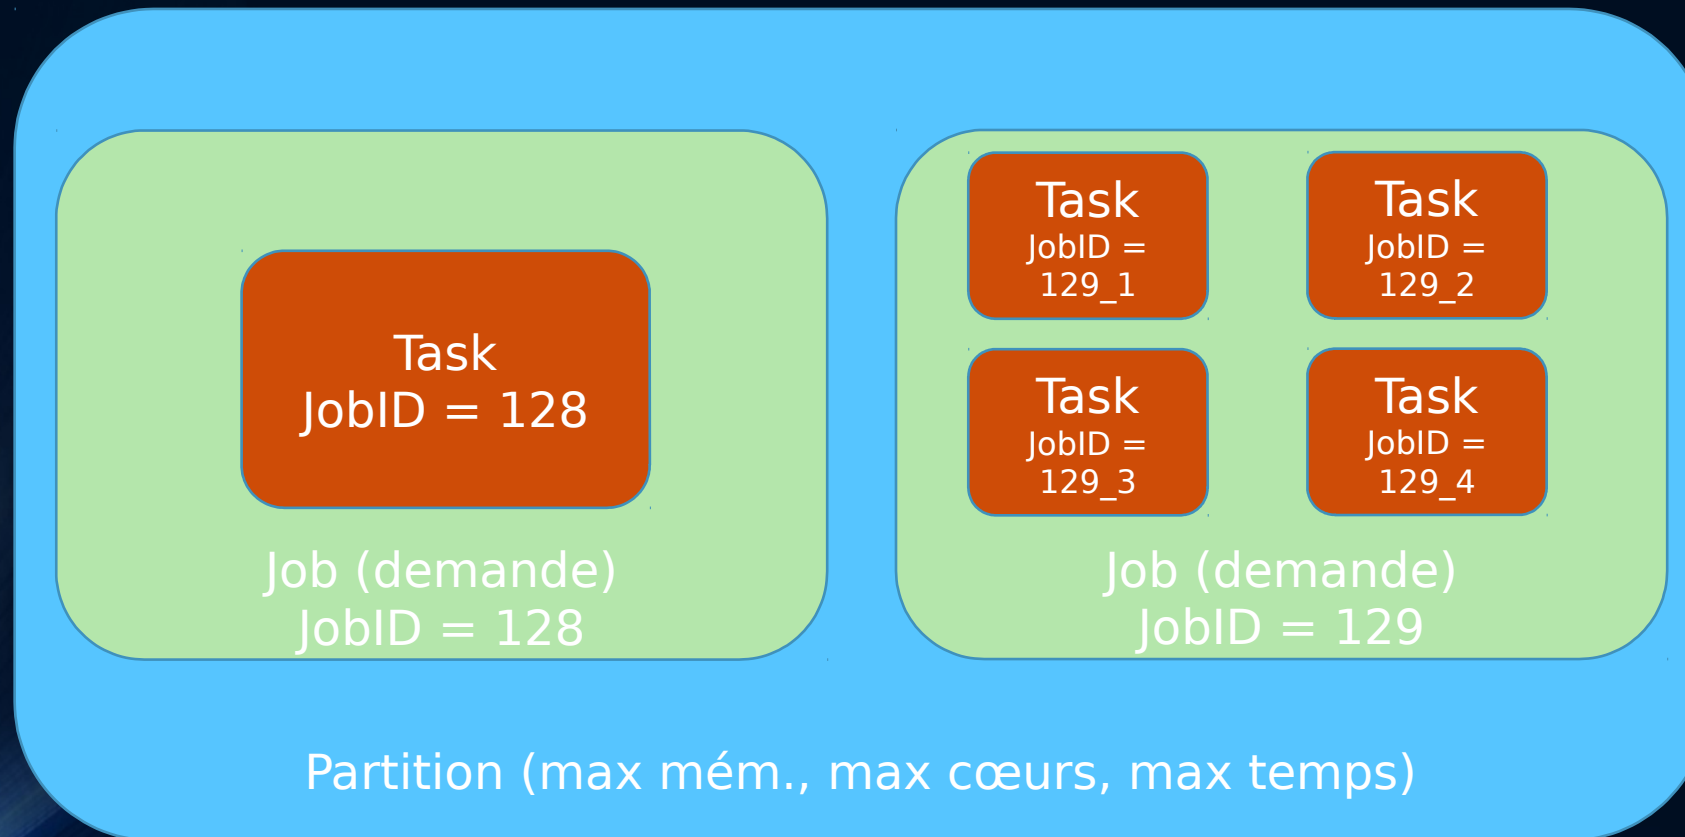 Task
JobID = 128
Job (demande)
JobID = 128
Task
JobID =
129_1
Task
JobID =
129_2
Task
JobID =
129_3
Task
JobID =
129_4
Job (demande)
JobID = 129
Partition (max mém., max cœurs, max temps)